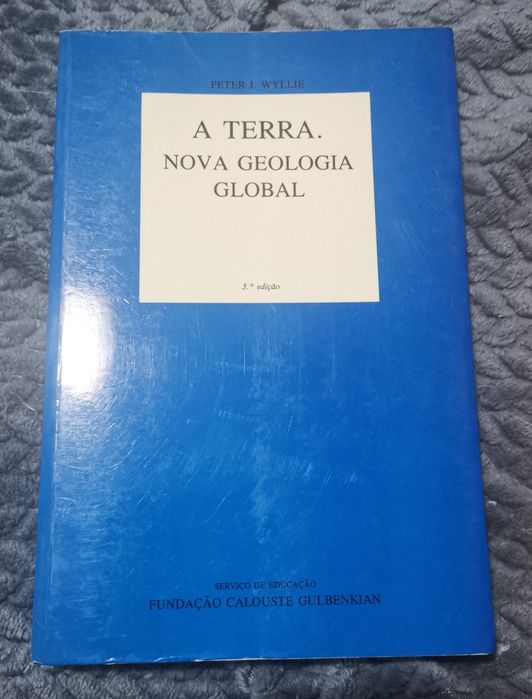 PETER J. WYLLIE
A TERRA.
NOVA GEOLOGIA
GLOBAL
3.ª edição
SERVIÇO DE EDUCAÇÃO
FUNDAÇÃO CALOUSTE GULBENKIAN